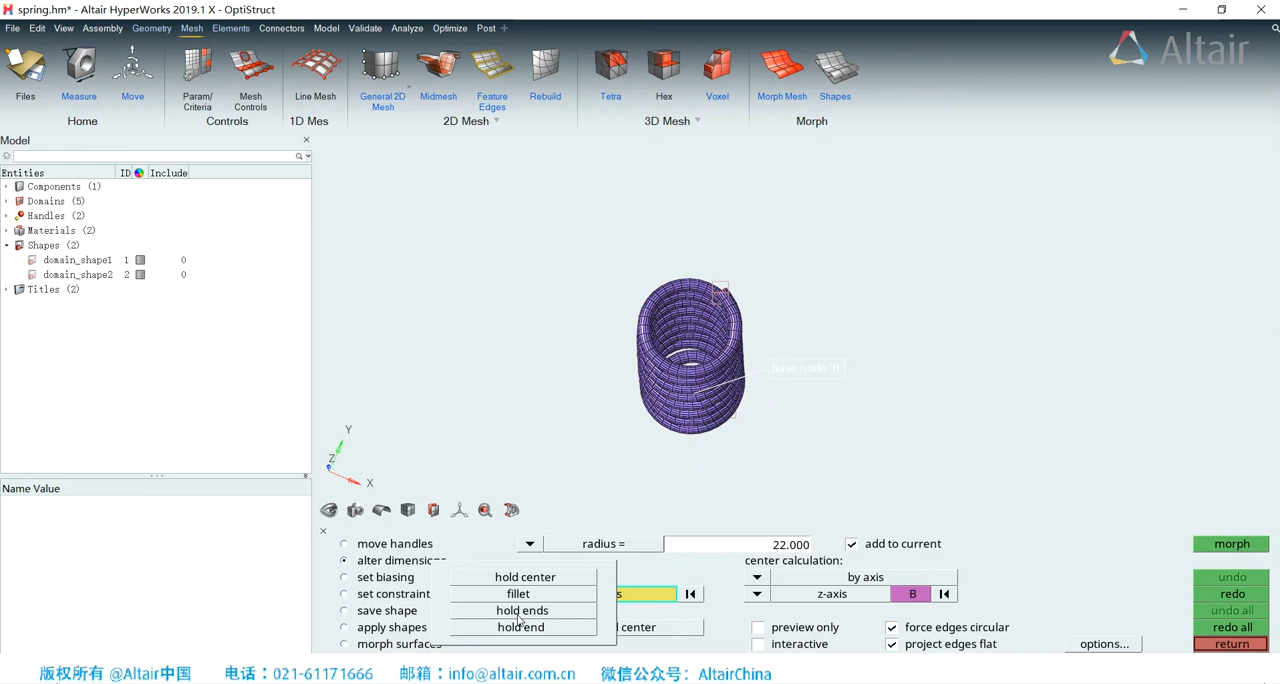 spring.hm* - Altair HyperWorks 2019.1 X - OptiStruct
File Edit View Assembly Geometry Mesh Elements Connectors Model Validate Analyze Optimize Post +
Altair
Files Measure Move Param/ Criteria Mesh Controls Line Mesh General 2D Mesh Midmesh Feature Edges Rebuild Tetra Hex Voxel Morph Mesh Shapes
Home Controls 1D Mes 2D Mesh 3D Mesh Morph
Model
Entities ID Include
Components (1)
Domains (5)
Handles (2)
Materials (2)
Shapes (2)
domain_shape1 1 0
domain_shape2 2 0
Titles (2)
Name Value
Base node 'B'
Y
Z
X
move handles radius = 22.000 add to current morph
alter dimensions center calculation:
set biasing hold center by axis undo
set constraint fillet s z-axis B redo
save shape hold ends undo all
apply shapes hold end l center preview only force edges circular redo all
morph surfaces interactive project edges flat options... return
版权所有 @Altair中国 电话：021-61171666 邮箱：info@altair.com.cn 微信公众号：AltairChina